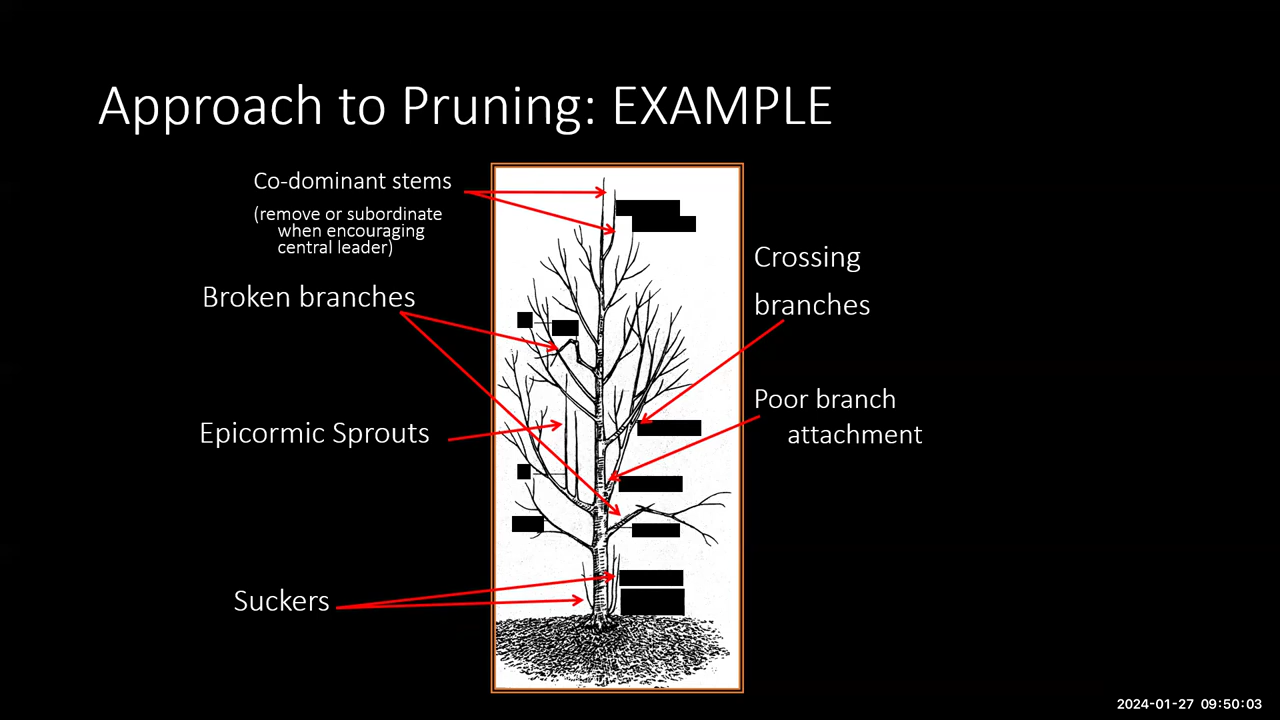 Approach to Pruning: EXAMPLE
Co-dominant stems
(remove or subordinate
when encouraging
central leader)
Broken branches
Epicormic Sprouts
Suckers
Crossing
branches
Poor branch
attachment
2024-01-27 09:50:03